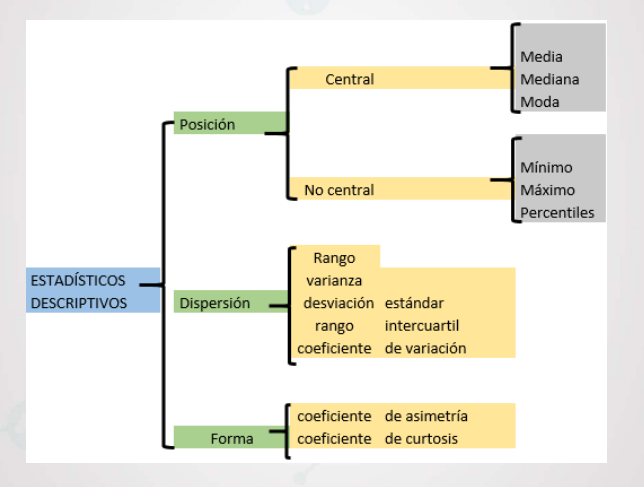 Media
Central Mediana
Moda
Posición
Mínimo
No central Máximo
Percentiles
Rango
ESTADÍSTICOS varianza
DESCRIPTIVOS Dispersión desviación estándar
rango intercuartil
coeficiente de variación
coeficiente de asimetría
Forma coeficiente de curtosis